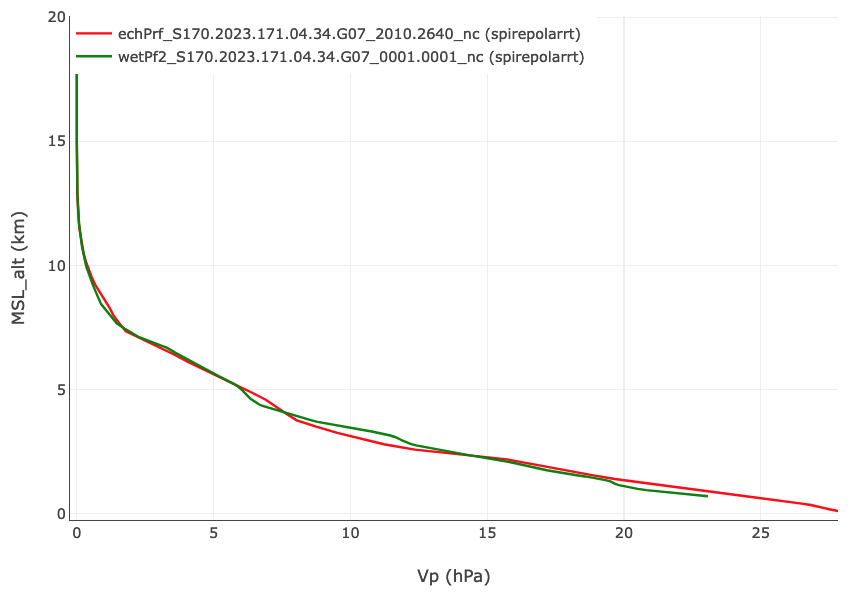 echPrf_S170.2023.171.04.34.G07_2010.2640_nc (spirepolarrt)
wetPf2_S170.2023.171.04.34.G07_0001.0001_nc (spirepolarrt)
20
15
10
5
0
MSL_alt (km)
0 5 10 15 20 25
Vp (hPa)